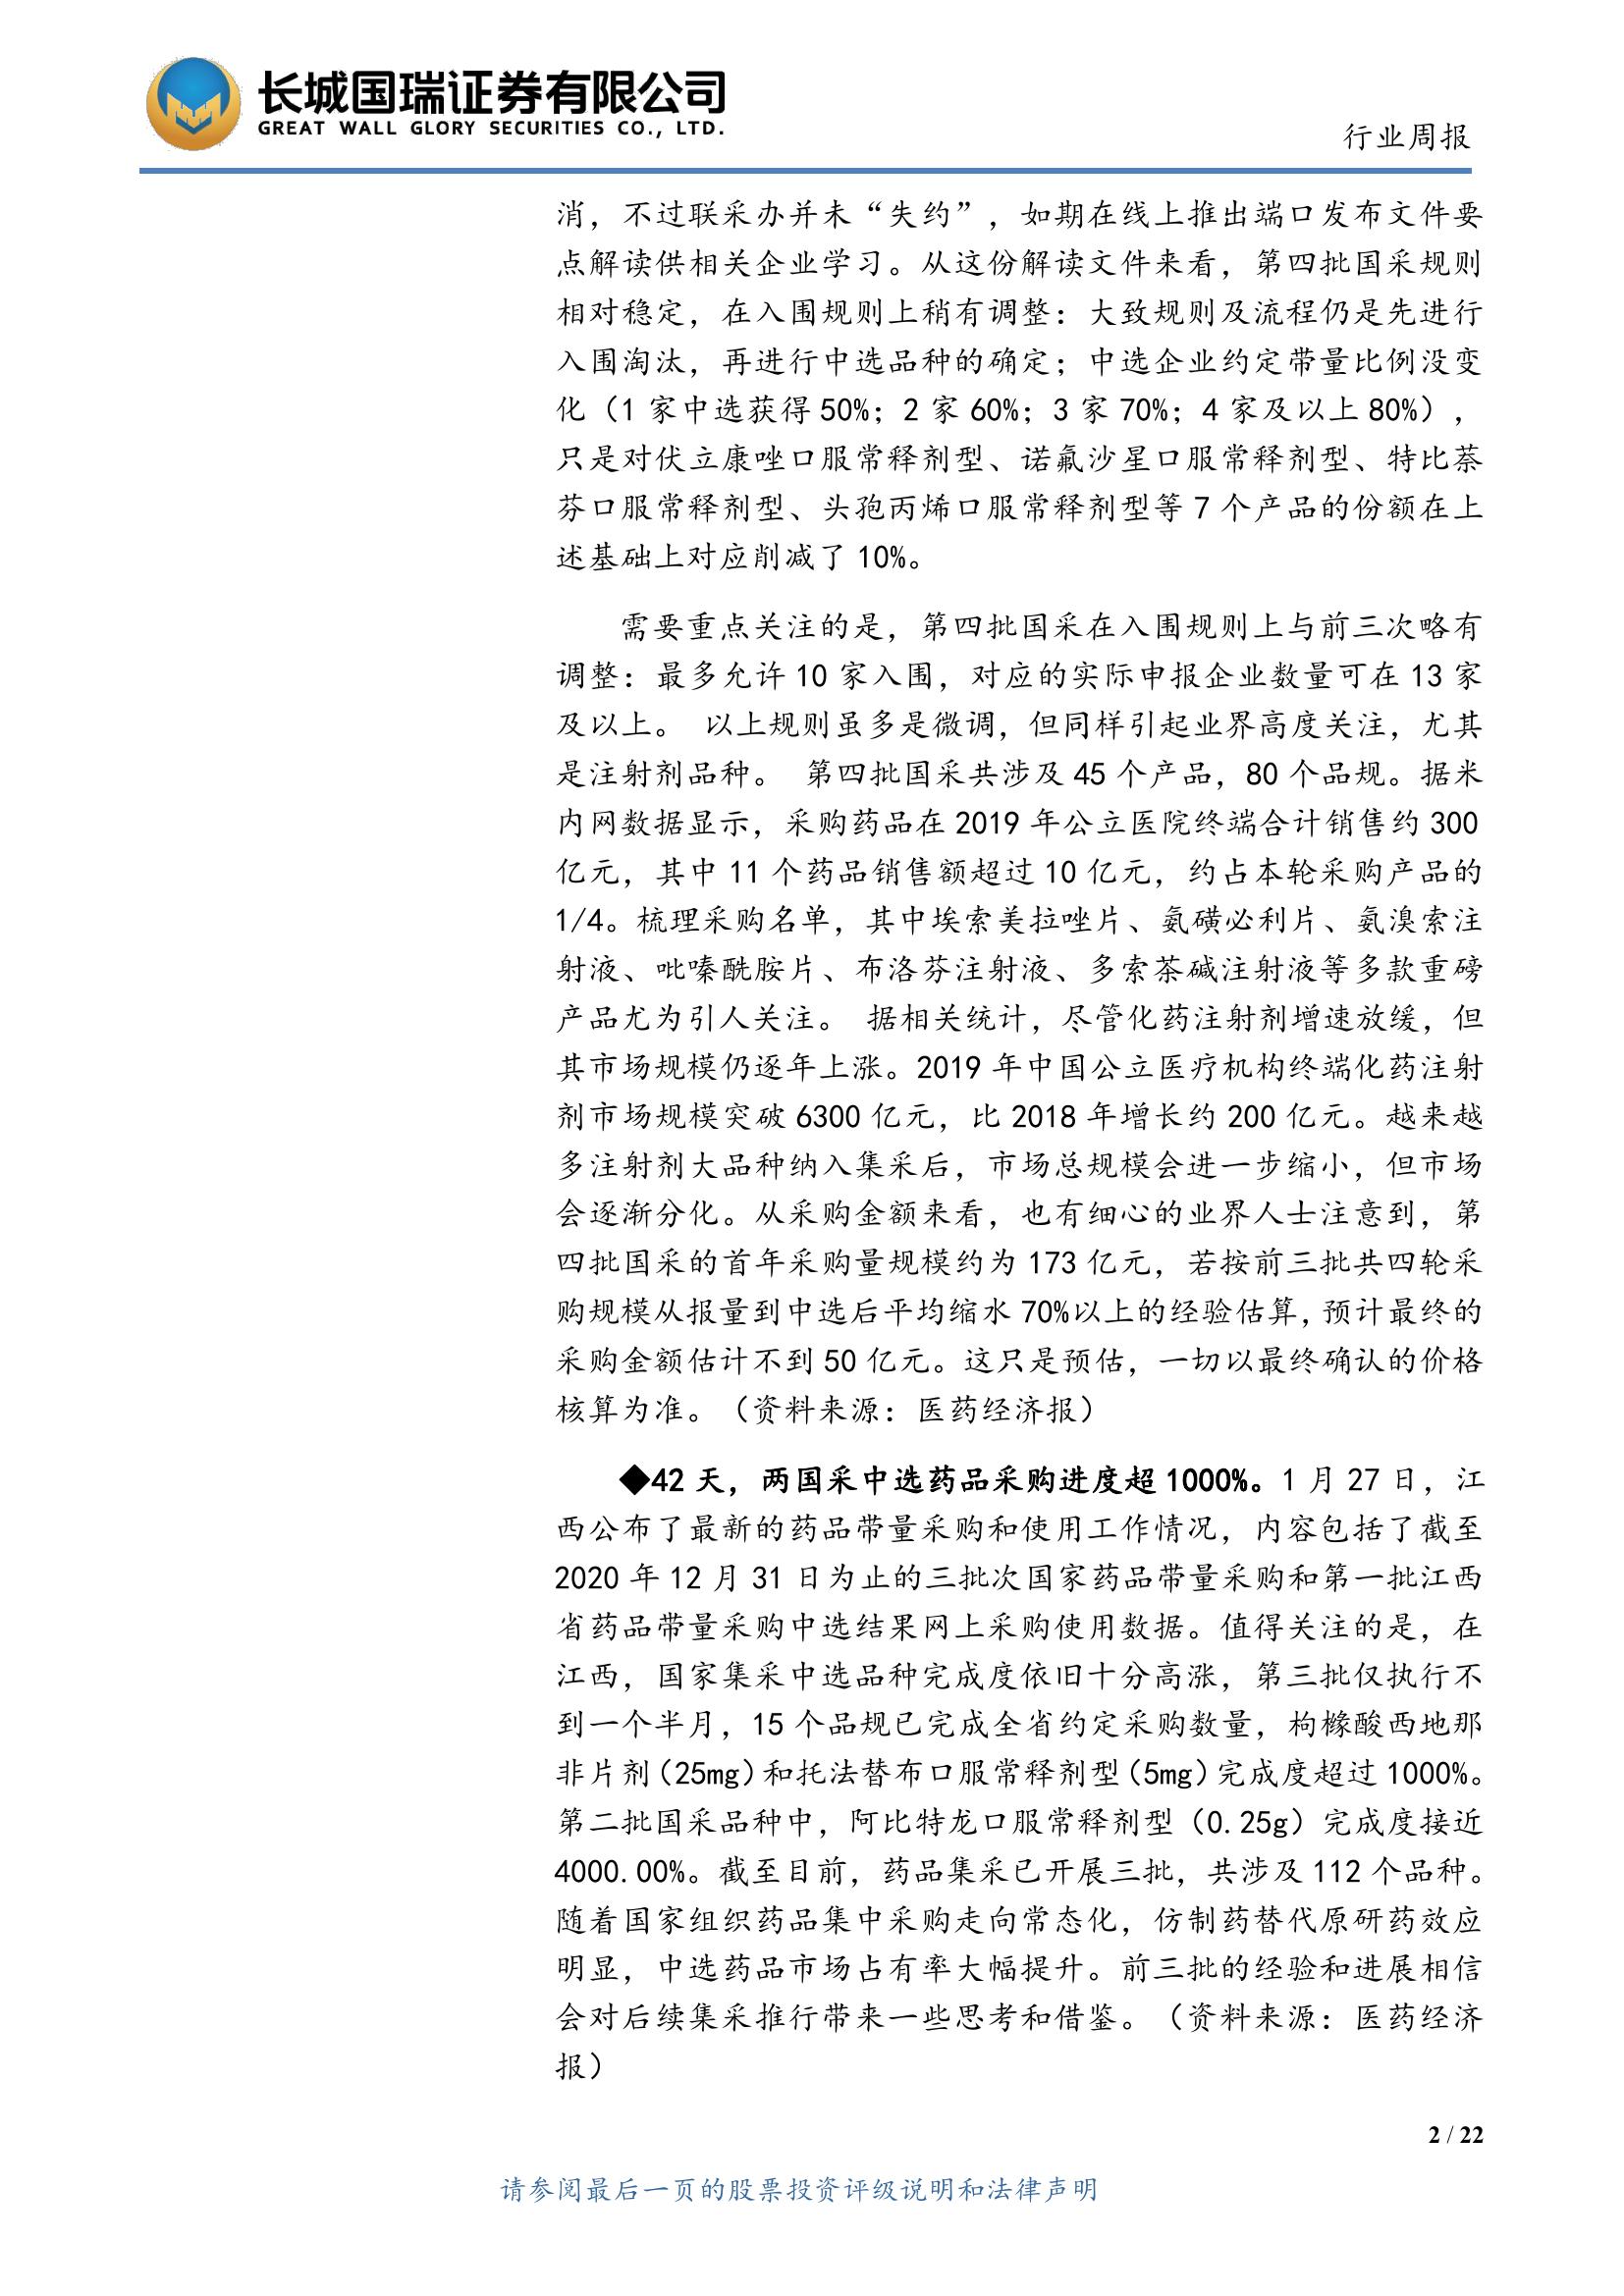 长城国瑞证券有限公司
GREAT WALL GLORY SECURITIES CO., LTD.
行业周报
消，不过联采办并未“失约”，如期在线上推出端口发布文件要
点解读供相关企业学习。从这份解读文件来看，第四批国采规则
相对稳定，在入围规则上稍有调整：大致规则及流程仍是先进行
入围淘汰，再进行中选品种的确定；中选企业约定带量比例没变
化（1 家中选获得 50%；2 家 60%；3 家 70%；4 家及以上 80%），
只是对伏立康唑口服常释剂型、诺氟沙星口服常释剂型、特比萘
芬口服常释剂型、头孢丙烯口服常释剂型等 7 个产品的份额在上
述基础上对应削减了 10%。
需要重点关注的是，第四批国采在入围规则上与前三次略有
调整：最多允许 10 家入围，对应的实际申报企业数量可在 13 家
及以上。 以上规则虽多是微调，但同样引起业界高度关注，尤其
是注射剂品种。 第四批国采共涉及 45 个产品，80 个品规。据米
内网数据显示，采购药品在 2019 年公立医院终端合计销售约 300
亿元，其中 11 个药品销售额超过 10 亿元，约占本轮采购产品的
1/4。梳理采购名单，其中埃索美拉唑片、氨磺必利片、氨溴索注
射液、吡嗪酰胺片、布洛芬注射液、多索茶碱注射液等多款重磅
产品尤为引人关注。 据相关统计，尽管化药注射剂增速放缓，但
其市场规模仍逐年上涨。2019 年中国公立医疗机构终端化药注射
剂市场规模突破 6300 亿元，比 2018 年增长约 200 亿元。越来越
多注射剂大品种纳入集采后，市场总规模会进一步缩小，但市场
会逐渐分化。从采购金额来看，也有细心的业界人士注意到，第
四批国采的首年采购量规模约为 173 亿元，若按前三批共四轮采
购规模从报量到中选后平均缩水 70%以上的经验估算，预计最终的
采购金额估计不到 50 亿元。这只是预估，一切以最终确认的价格
核算为准。（资料来源：医药经济报）
◆42 天，两国采中选药品采购进度超 1000%。1 月 27 日，江
西公布了最新的药品带量采购和使用工作情况，内容包括了截至
2020 年 12 月 31 日为止的三批次国家药品带量采购和第一批江西
省药品带量采购中选结果网上采购使用数据。值得关注的是，在
江西，国家集采中选品种完成度依旧十分高涨，第三批仅执行不
到一个半月，15 个品规已完成全省约定采购数量，枸橼酸西地那
非片剂（25mg）和托法替布口服常释剂型（5mg）完成度超过 1000%。
第二批国采品种中，阿比特龙口服常释剂型（0.25g）完成度接近
4000.00%。截至目前，药品集采已开展三批，共涉及 112 个品种。
随着国家组织药品集中采购走向常态化，仿制药替代原研药效应
明显，中选药品市场占有率大幅提升。前三批的经验和进展相信
会对后续集采推行带来一些思考和借鉴。（资料来源：医药经济
报）
2 / 22
请参阅最后一页的股票投资评级说明和法律声明